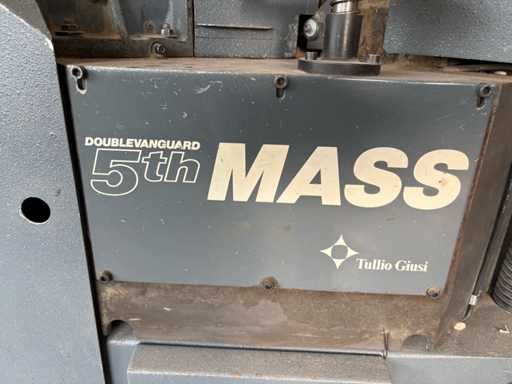 DOUBLEVANGUARD
5th MASS
Tullio Giusi